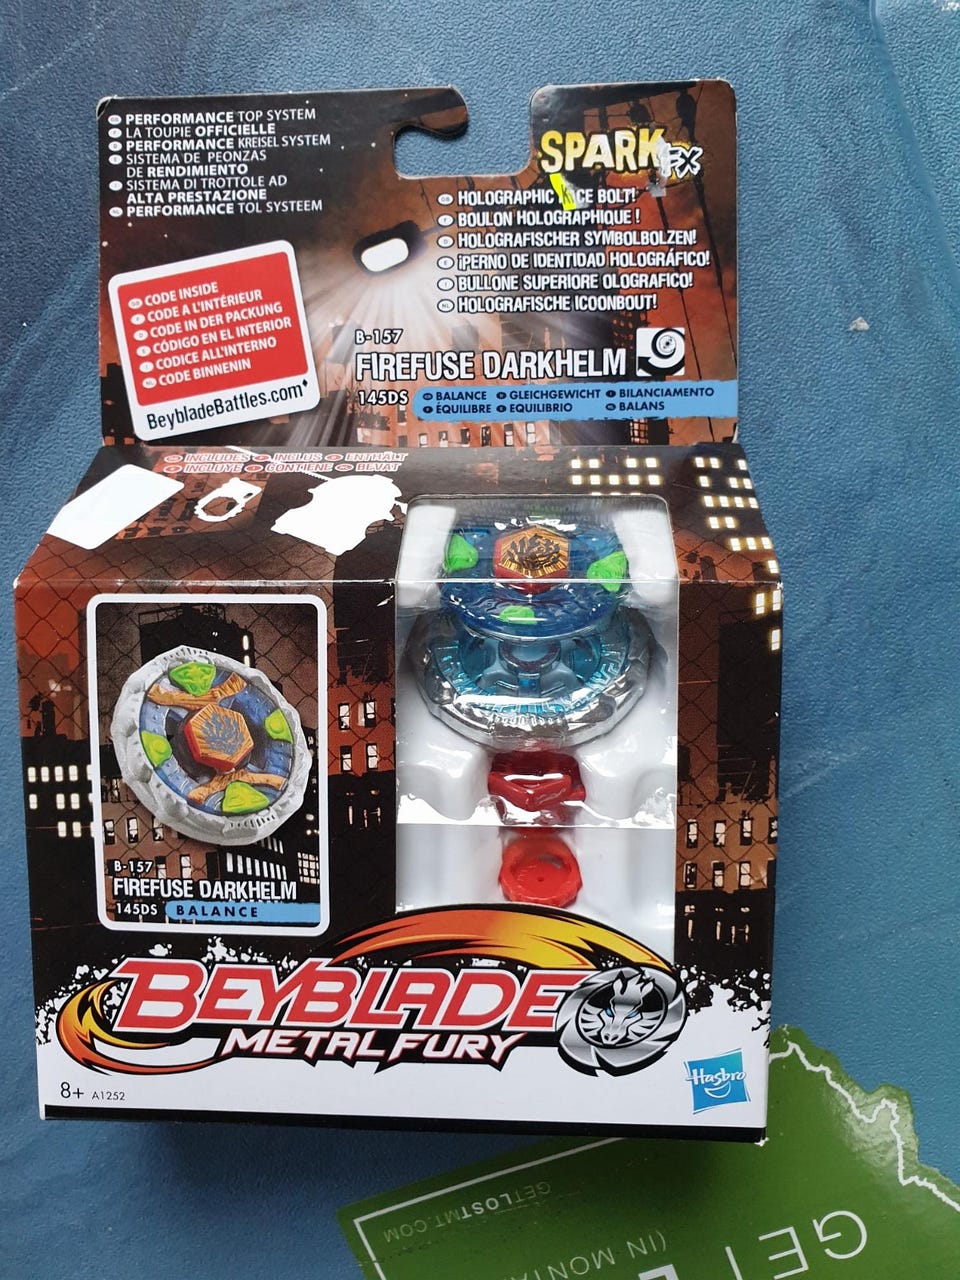 PERFORMANCE TOP SYSTEM
LA TOUPIE OFFICIELLE
PERFORMANCE KREISEL SYSTEM
SISTEMA DE PEONZAS
DE RENDIMIENTO
SISTEMA DI TROTTOLE AD
ALTA PRESTAZIONE
PERFORMANCE TOL SYSTEEM
SPARK FX
HOLOGRAPHIC CE BOLT!
BOULON HOLOGRAPHIQUE !
HOLOGRAFISCHER SYMBOLBOLZEN!
¡PERNO DE IDENTIDAD HOLOGRÁFICO!
BULLONE SUPERIORE OLOGRAFICO!
HOLOGRAFISCHE ICOONBOUT!
CODE INSIDE
CODE A L'INTÉRIEUR
CODE IN DER PACKUNG
CÓDIGO EN EL INTERIOR
CODICE ALL'INTERNO
CODE BINNENIN
BeybladeBattles.com
B-157
FIREFUSE DARKHELM
145DS
BALANCE GLEICHGEWICHT BILANCIAMENTO
ÉQUILIBRE EQUILIBRIO BALANS
INCLUDES INCLUS ENTHÄLT
INCLUYE CONTIENE BEVAT
B-157
FIREFUSE DARKHELM
145DS BALANCE
BEYBLADE
METAL FURY
8+ A1252
Hasbro
GETLOSTMT.COM
GET L
(IN MONTA